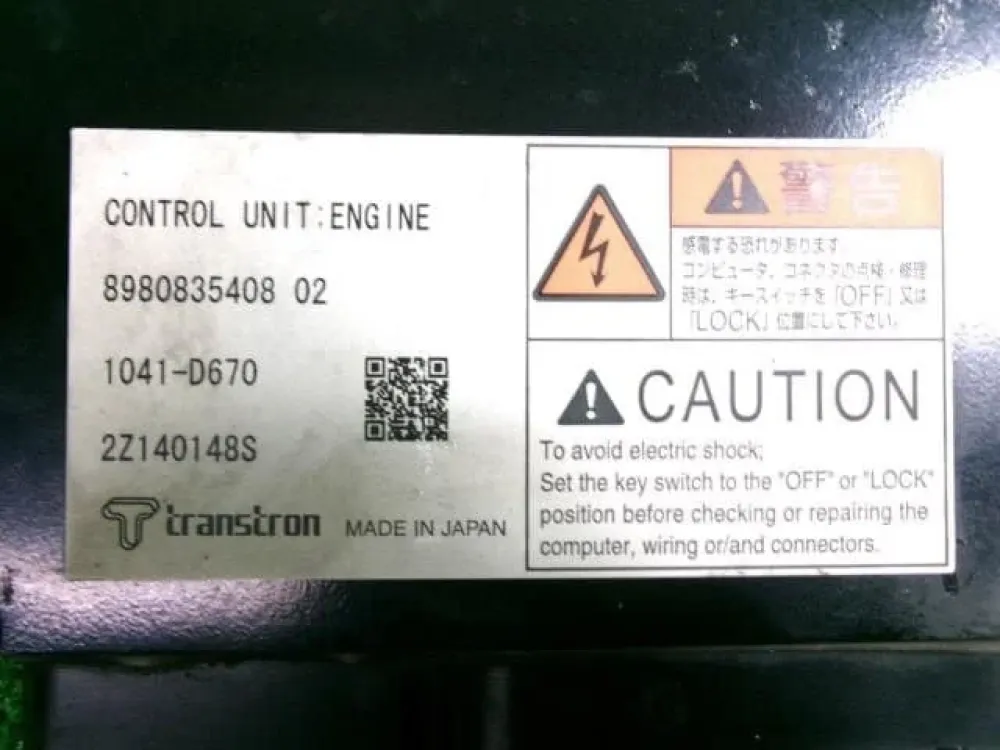 CONTROL UNIT:ENGINE
8980835408 02
1041-D670
2Z140148S
transtron MADE IN JAPAN
警告
感電する恐れがあります
コンピュータ、コネクタの点検・修理
時は、キースイッチを「OFF」又は
「LOCK」位置にして下さい。
CAUTION
To avoid electric shock;
Set the key switch to the "OFF" or "LOCK"
position before checking or repairing the
computer, wiring or/and connectors.